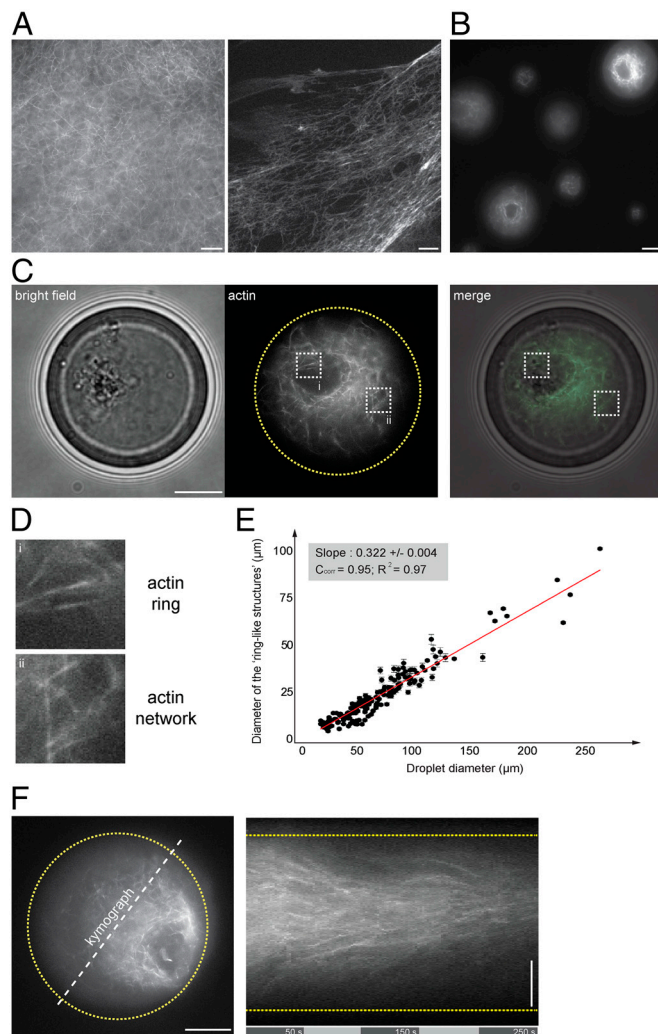 A
B
C
bright field
actin
merge
i
ii
D
i
actin
ring
ii
actin
network
E
Slope : 0.322 +/- 0.004
Ccorr = 0.95; R² = 0.97
Diameter of the 'ring-like structures' (µm)
100
75
50
25
0
0 50 100 150 200 250
Droplet diameter (µm)
F
kymograph
50 s 150 s 250 s